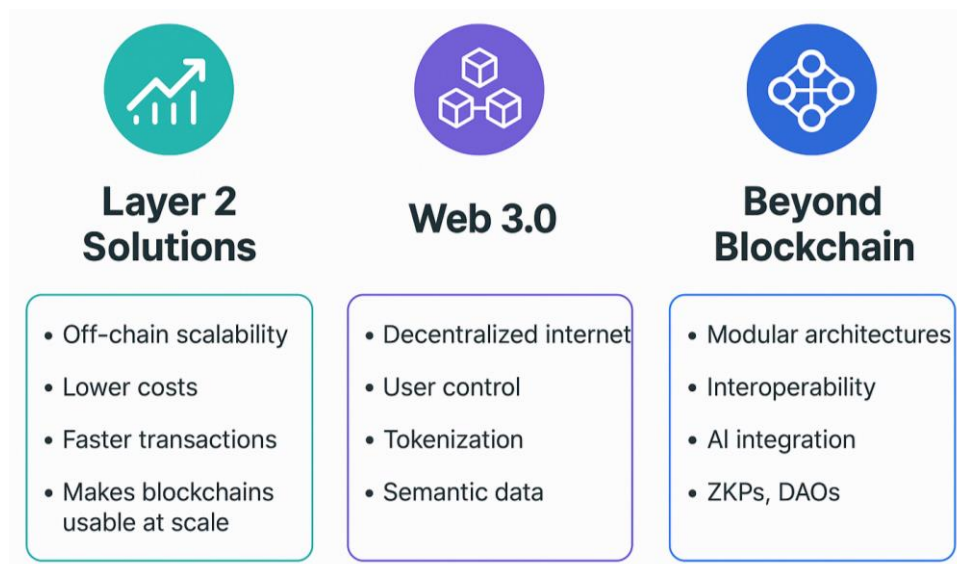 Layer 2
Solutions
• Off-chain scalability
• Lower costs
• Faster transactions
• Makes blockchains
usable at scale
Web 3.0
• Decentralized internet
• User control
• Tokenization
• Semantic data
Beyond
Blockchain
• Modular architectures
• Interoperability
• AI integration
• ZKPs, DAOs